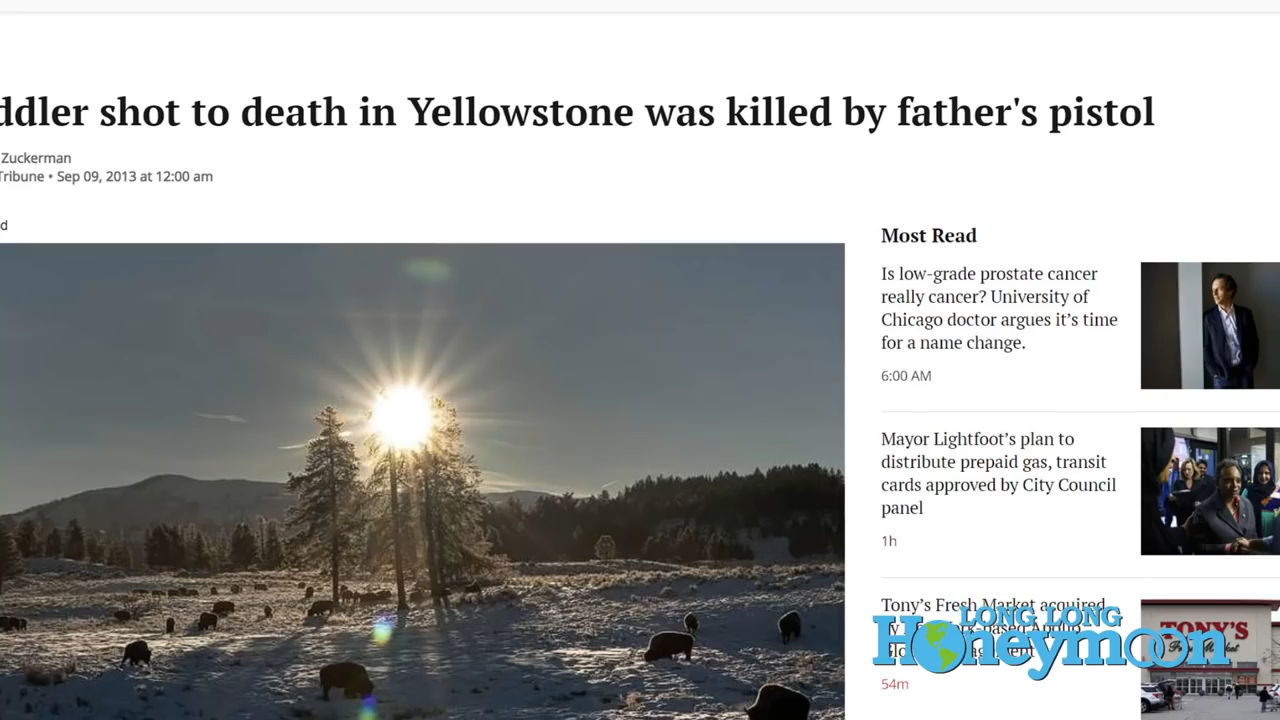 ddler shot to death in Yellowstone was killed by father's pistol
Zuckerman
Tribune • Sep 09, 2013 at 12:00 am
d
Most Read
Is low-grade prostate cancer
really cancer? University of
Chicago doctor argues it's time
for a name change.
6:00 AM
Mayor Lightfoot's plan to
distribute prepaid gas, transit
cards approved by City Council
panel
1h
Tony's Fresh Market acquired
54m
LONG LONG
Honeymoon
TONY'S